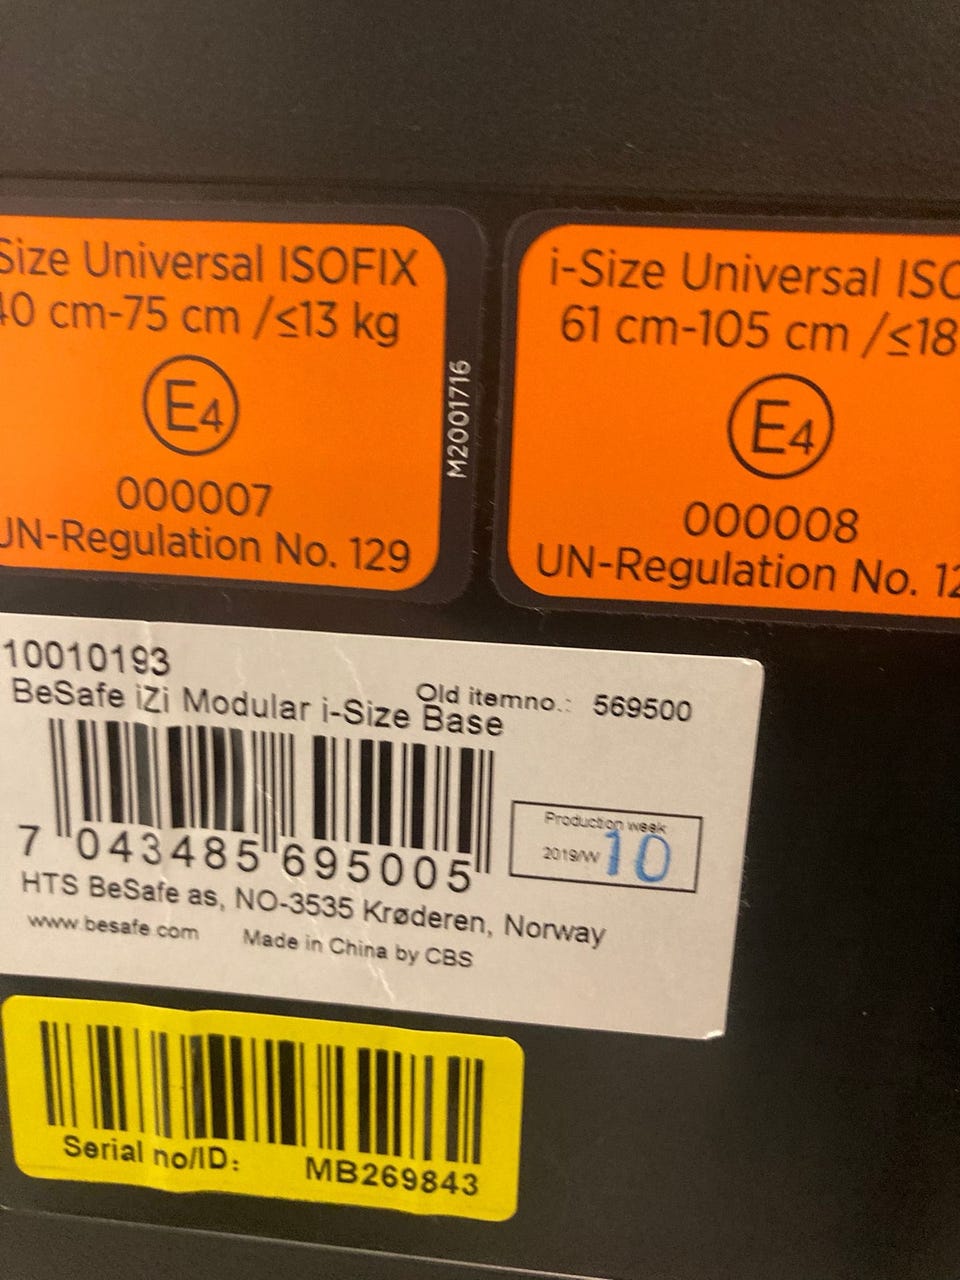 Size Universal ISOFIX
40 cm-75 cm /≤13 kg
E4
000007
UN-Regulation No. 129
M2001716
i-Size Universal ISO
61 cm-105 cm /≤18
E4
000008
UN-Regulation No. 12
10010193
Old itemno.: 569500
BeSafe iZi Modular i-Size Base
Production week
2019/W 10
7 043485 695005
HTS BeSafe as, NO-3535 Krøderen, Norway
www.besafe.com Made in China by CBS
Serial no/ID: MB269843